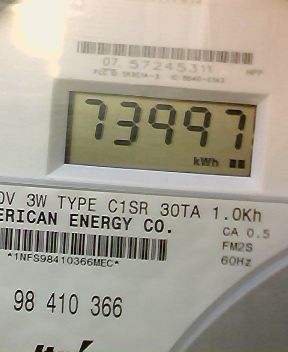 07 57245311
73997
kWh
0V 3W TYPE C1SR 30TA 1.0Kh
ERICAN ENERGY CO.
CA 0.5
FM2S
60Hz
*1NFS98410366MEC*
98 410 366